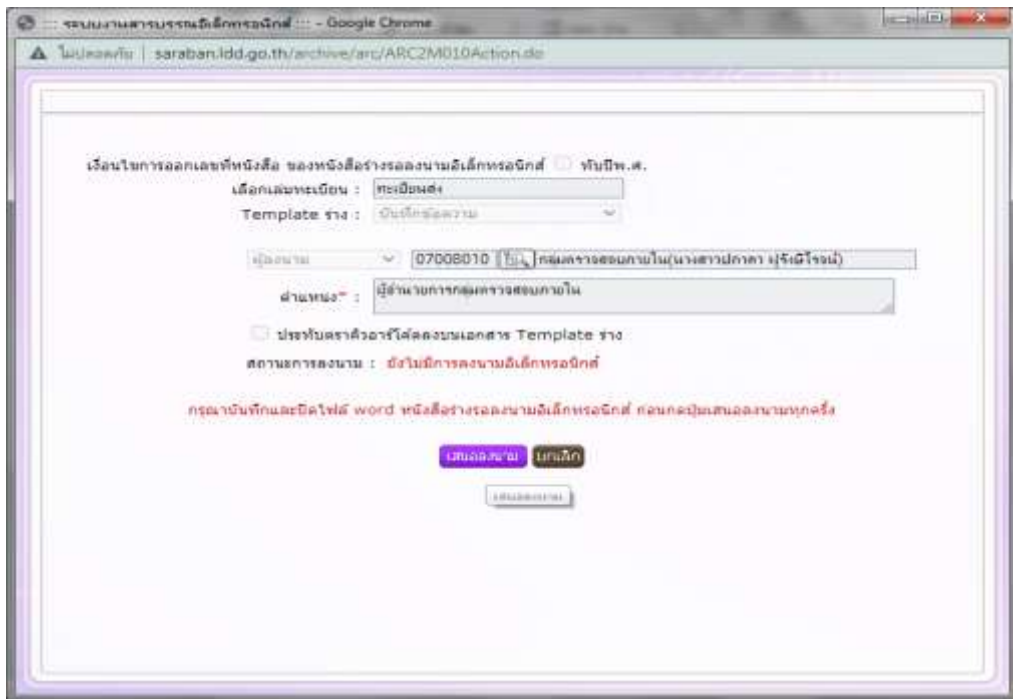 ::: ระบบงานสารบรรณอิเล็กทรอนิกส์ ::: - Google Chrome
ไม่ปลอดภัย | saraban.ldd.go.th/archive/arc/ARC2M010Action.do
เงื่อนไขการออกเลขที่หนังสือ ของหนังสือร่างรอลงนามอิเล็กทรอนิกส์ ทับปีพ.ศ.
เลือกเล่มทะเบียน : ทะเบียนส่ง
Template ร่าง : บันทึกข้อความ
ผู้ลงนาม 07008010 กลุ่มตรวจสอบภายใน(นางสาวปภาดา
ตำแหน่ง* : ผู้อำนวยการกลุ่มตรวจสอบภายใน
ประทับตราคิวอาร์โค้ดลงบนเอกสาร Template ร่าง
สถานะการลงนาม : ยังไม่มีการลงนามอิเล็กทรอนิกส์
กรุณาบันทึกและปิดไฟล์ word หนังสือร่างรอลงนามอิเล็กทรอนิกส์ ก่อนกดปุ่มเสนอลงนามทุกครั้ง
เสนอลงนาม ยกเลิก
เสนอลงนาม